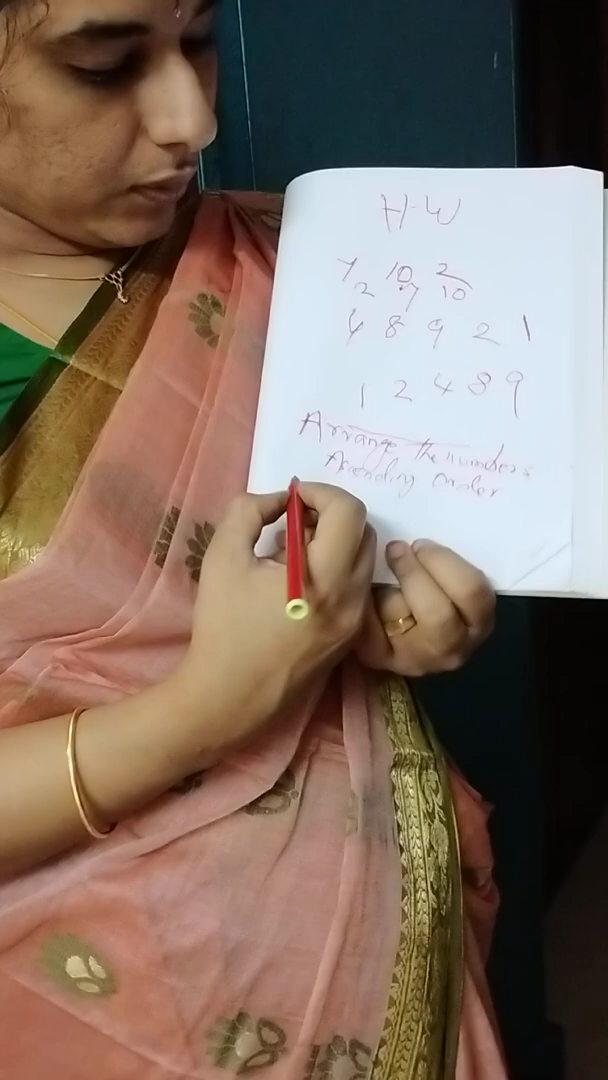 H.W
7 10 2
2 7 10
4 8 9 2 1
1 2 4 8 9
Arrange the numbers
Ascending order